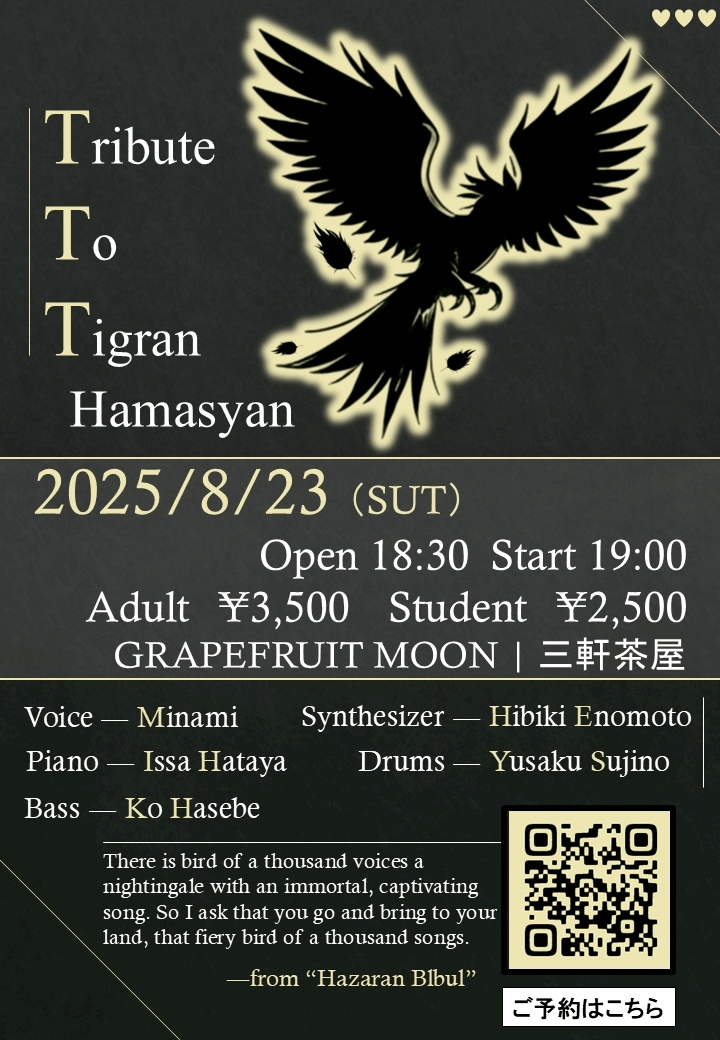 Tribute
To
Tigran
Hamasyan
2025/8/23（SUT）
Open 18:30 Start 19:00
Adult ¥3,500 Student ¥2,500
GRAPEFRUIT MOON | 三軒茶屋
Voice — Minami
Synthesizer — Hibiki Enomoto
Piano — Issa Hataya
Drums — Yusaku Sujino
Bass — Ko Hasebe
There is bird of a thousand voices a
nightingale with an immortal, captivating
song. So I ask that you go and bring to your
land, that fiery bird of a thousand songs.
—from “Hazaran Blbul”
ご予約はこちら